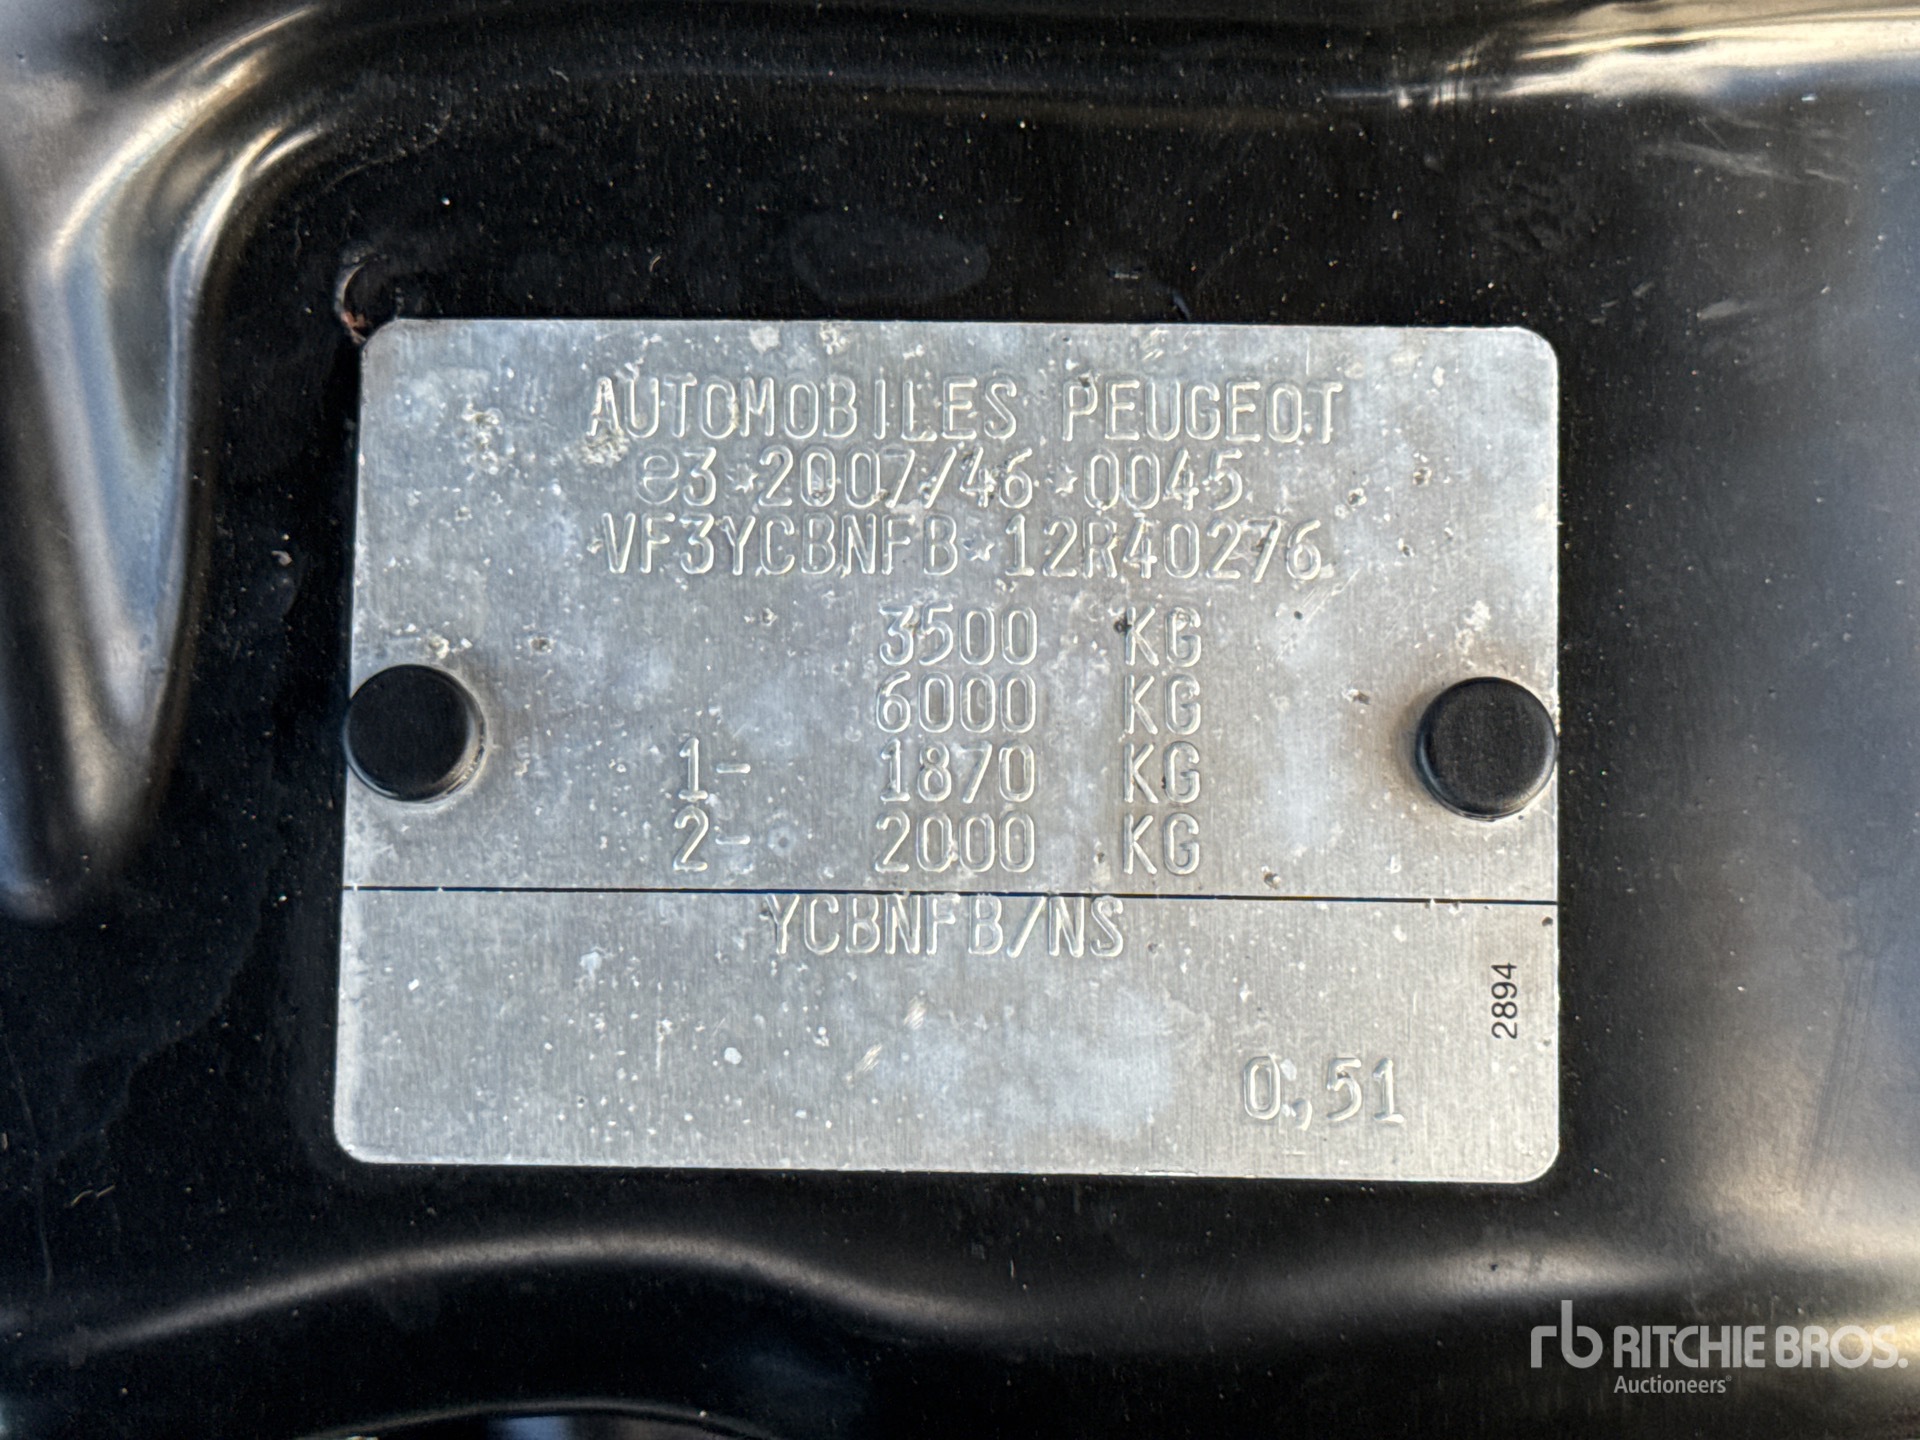 AUTOMOBILES PEUGEOT
e3*2007/46*0045
*VF3YCBNFB*12R40276*
3500 KG
6000 KG
1- 1870 KG
2- 2000 KG
YCBNFB/NS
2894
0,51
rb RITCHIE BROS.
Auctioneers